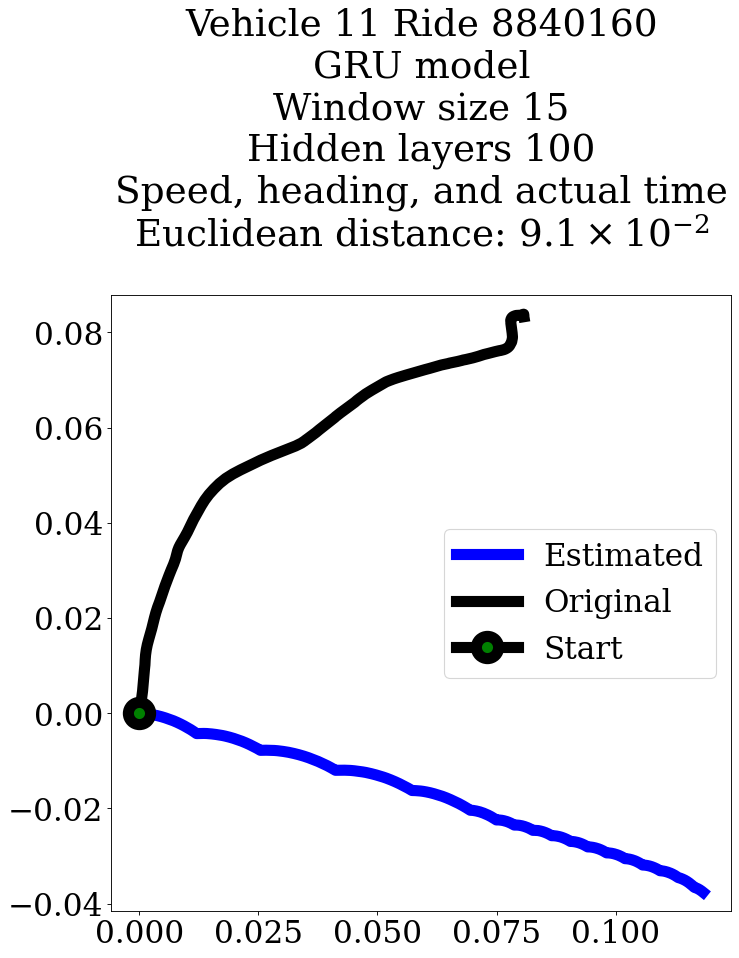 Vehicle 11 Ride 8840160
GRU model
Window size 15
Hidden layers 100
Speed, heading, and actual time
Euclidean distance: $9.1 \times 10^{-2}$
0.08
0.06
0.04
0.02
0.00
−0.02
−0.04
Estimated
Original
Start
0.000 0.025 0.050 0.075 0.100